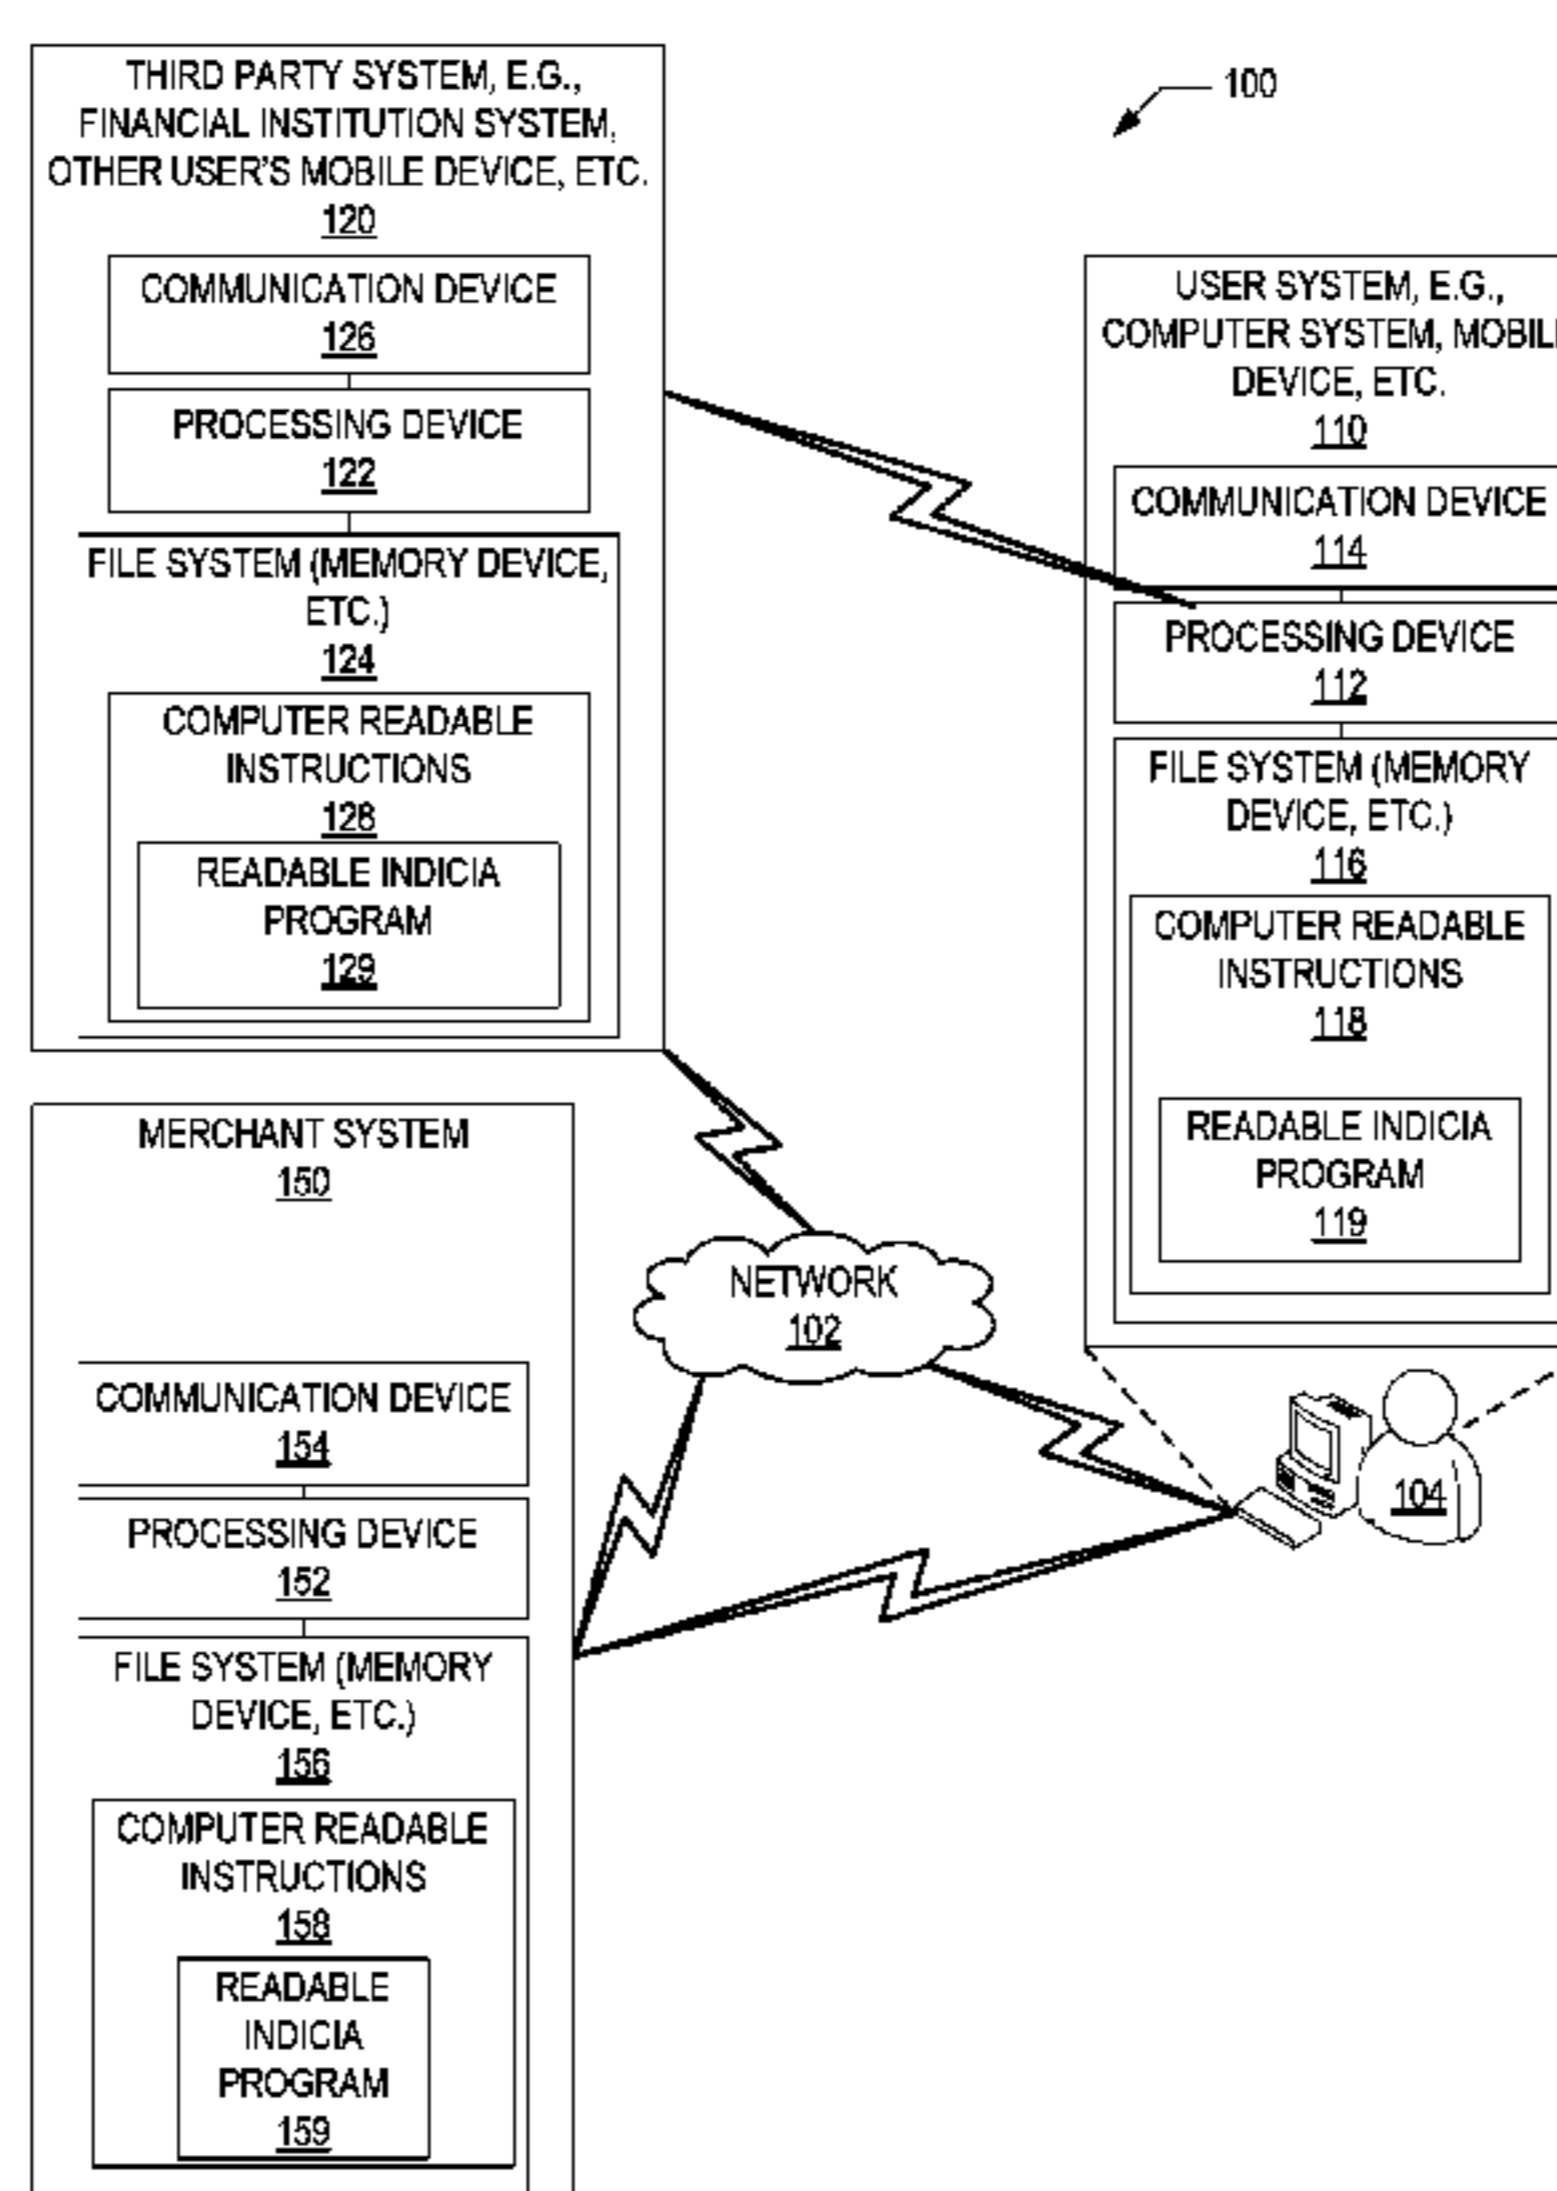 100
THIRD PARTY SYSTEM, E.G.,
FINANCIAL INSTITUTION SYSTEM,
OTHER USER'S MOBILE DEVICE, ETC.
120
COMMUNICATION DEVICE
126
PROCESSING DEVICE
122
FILE SYSTEM (MEMORY DEVICE,
ETC.)
124
COMPUTER READABLE
INSTRUCTIONS
128
READABLE INDICIA
PROGRAM
129
USER SYSTEM, E.G.,
COMPUTER SYSTEM, MOBILE
DEVICE, ETC.
110
COMMUNICATION DEVICE
114
PROCESSING DEVICE
112
FILE SYSTEM (MEMORY
DEVICE, ETC.)
116
COMPUTER READABLE
INSTRUCTIONS
118
READABLE INDICIA
PROGRAM
119
NETWORK
102
104
MERCHANT SYSTEM
150
COMMUNICATION DEVICE
154
PROCESSING DEVICE
152
FILE SYSTEM (MEMORY
DEVICE, ETC.)
156
COMPUTER READABLE
INSTRUCTIONS
158
READABLE
INDICIA
PROGRAM
159